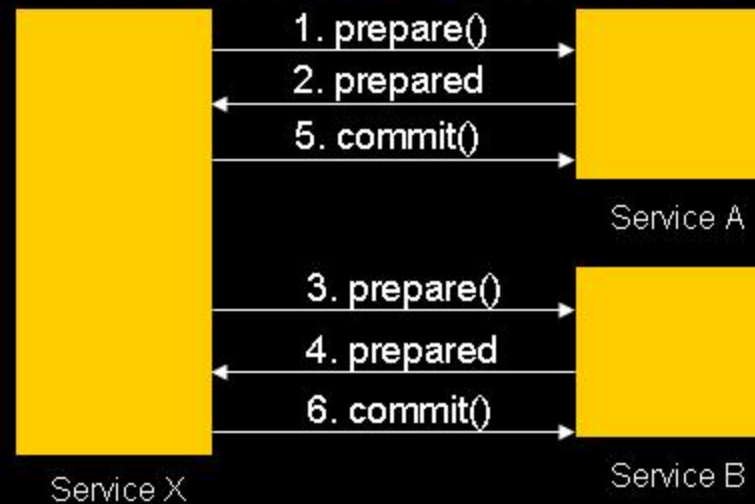 1. prepare()
2. prepared
5. commit()
Service A
3. prepare()
4. prepared
6. commit()
Service X
Service B